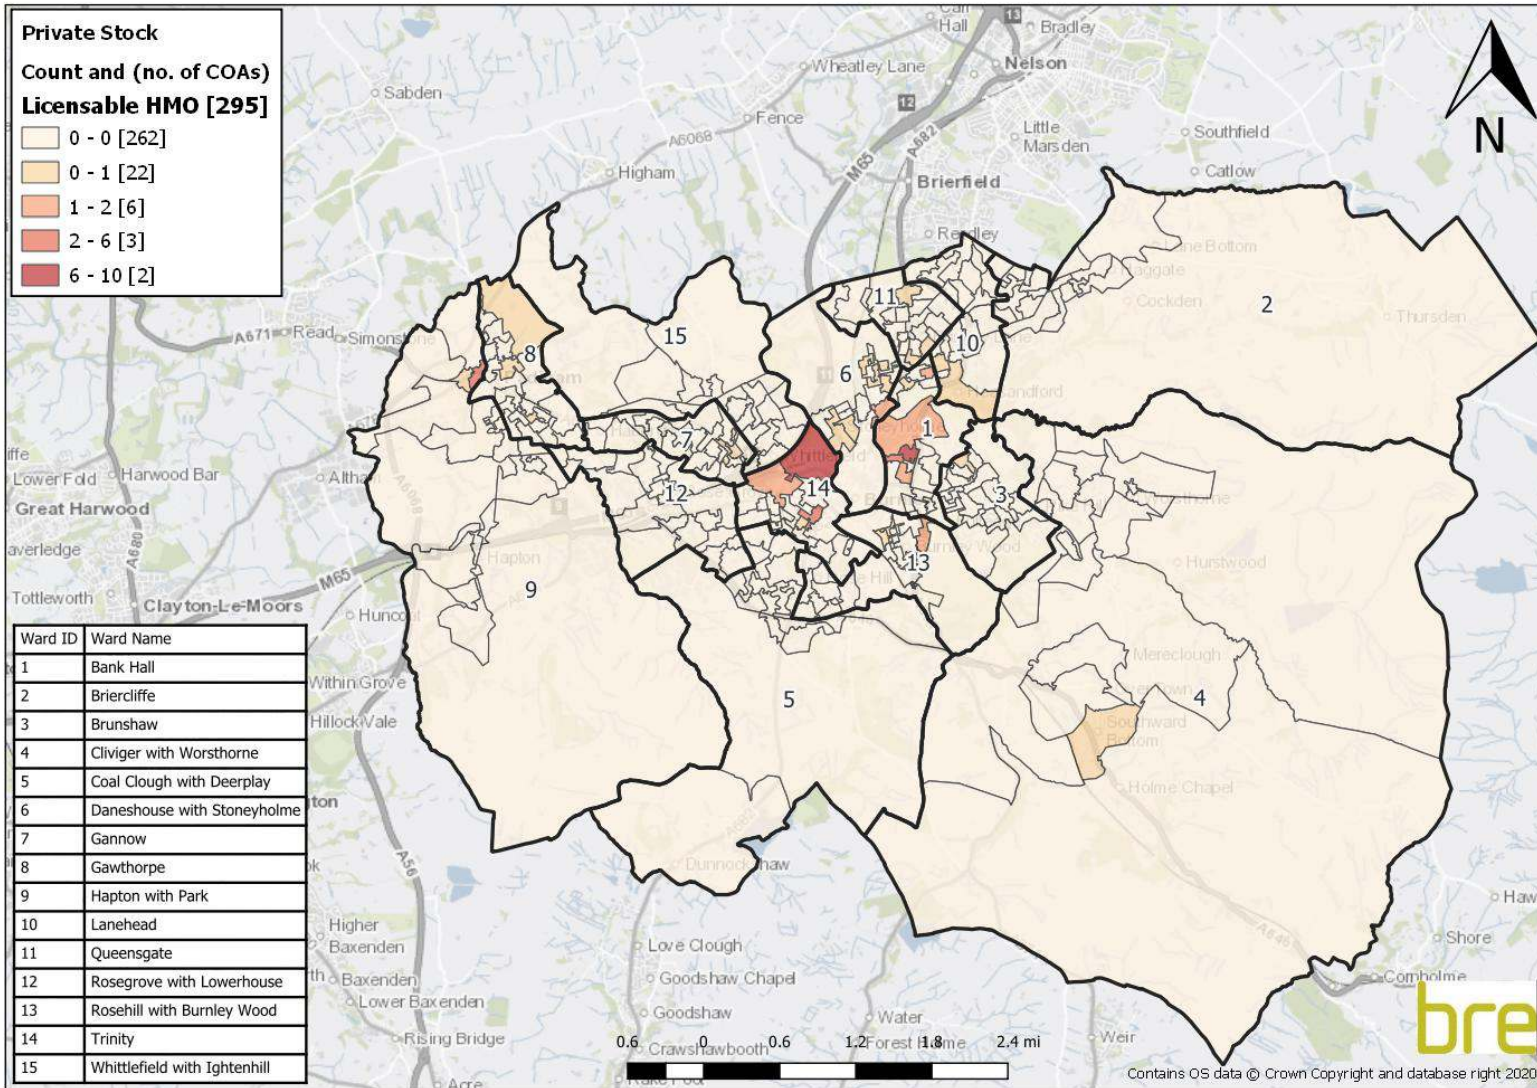 Private Stock
Count and (no. of COAs)
Licensable HMO [295]
0 - 0 [262]
0 - 1 [22]
1 - 2 [6]
2 - 6 [3]
6 - 10 [2]
N
Hall
13
Bradley
Nelson
Wheatley Lane
Sabden
12
Fence
A6068
A682
Little
Marsden
Southfield
Catlow
Higham
M65
Brierfield
Reedley
Lane Bottom
Haggate
Cockden
Thursden
2
A671
Read
Simonstone
15
11
10
8
6
1
7
12
14
3
13
9
5
4
Harwood Bar
Lower Fold
Altham
Great Harwood
A680
Hapton
M65
Tottleworth
Clayton-Le-Moors
Huncoat
Hurstwood
Mereclough
Southward
Bottom
Holme Chapel
Within Grove
Hillock Vale
A56
Dunnockshaw
A646
Higher
Baxenden
Baxenden
Lower Baxenden
Rising Bridge
Acre
Love Clough
Goodshaw Chapel
Goodshaw
Crawshawbooth
Water
Forest Holme
Weir
Shore
Cornholme
Ward ID Ward Name
1 Bank Hall
2 Briercliffe
3 Brunshaw
4 Cliviger with Worsthorne
5 Coal Clough with Deerplay
6 Daneshouse with Stoneyholme
7 Gannow
8 Gawthorpe
9 Hapton with Park
10 Lanehead
11 Queensgate
12 Rosegrove with Lowerhouse
13 Rosehill with Burnley Wood
14 Trinity
15 Whittlefield with Ightenhill
0.6 0 0.6 1.2 1.8 2.4 mi
bre
Contains OS data © Crown Copyright and database right 2020